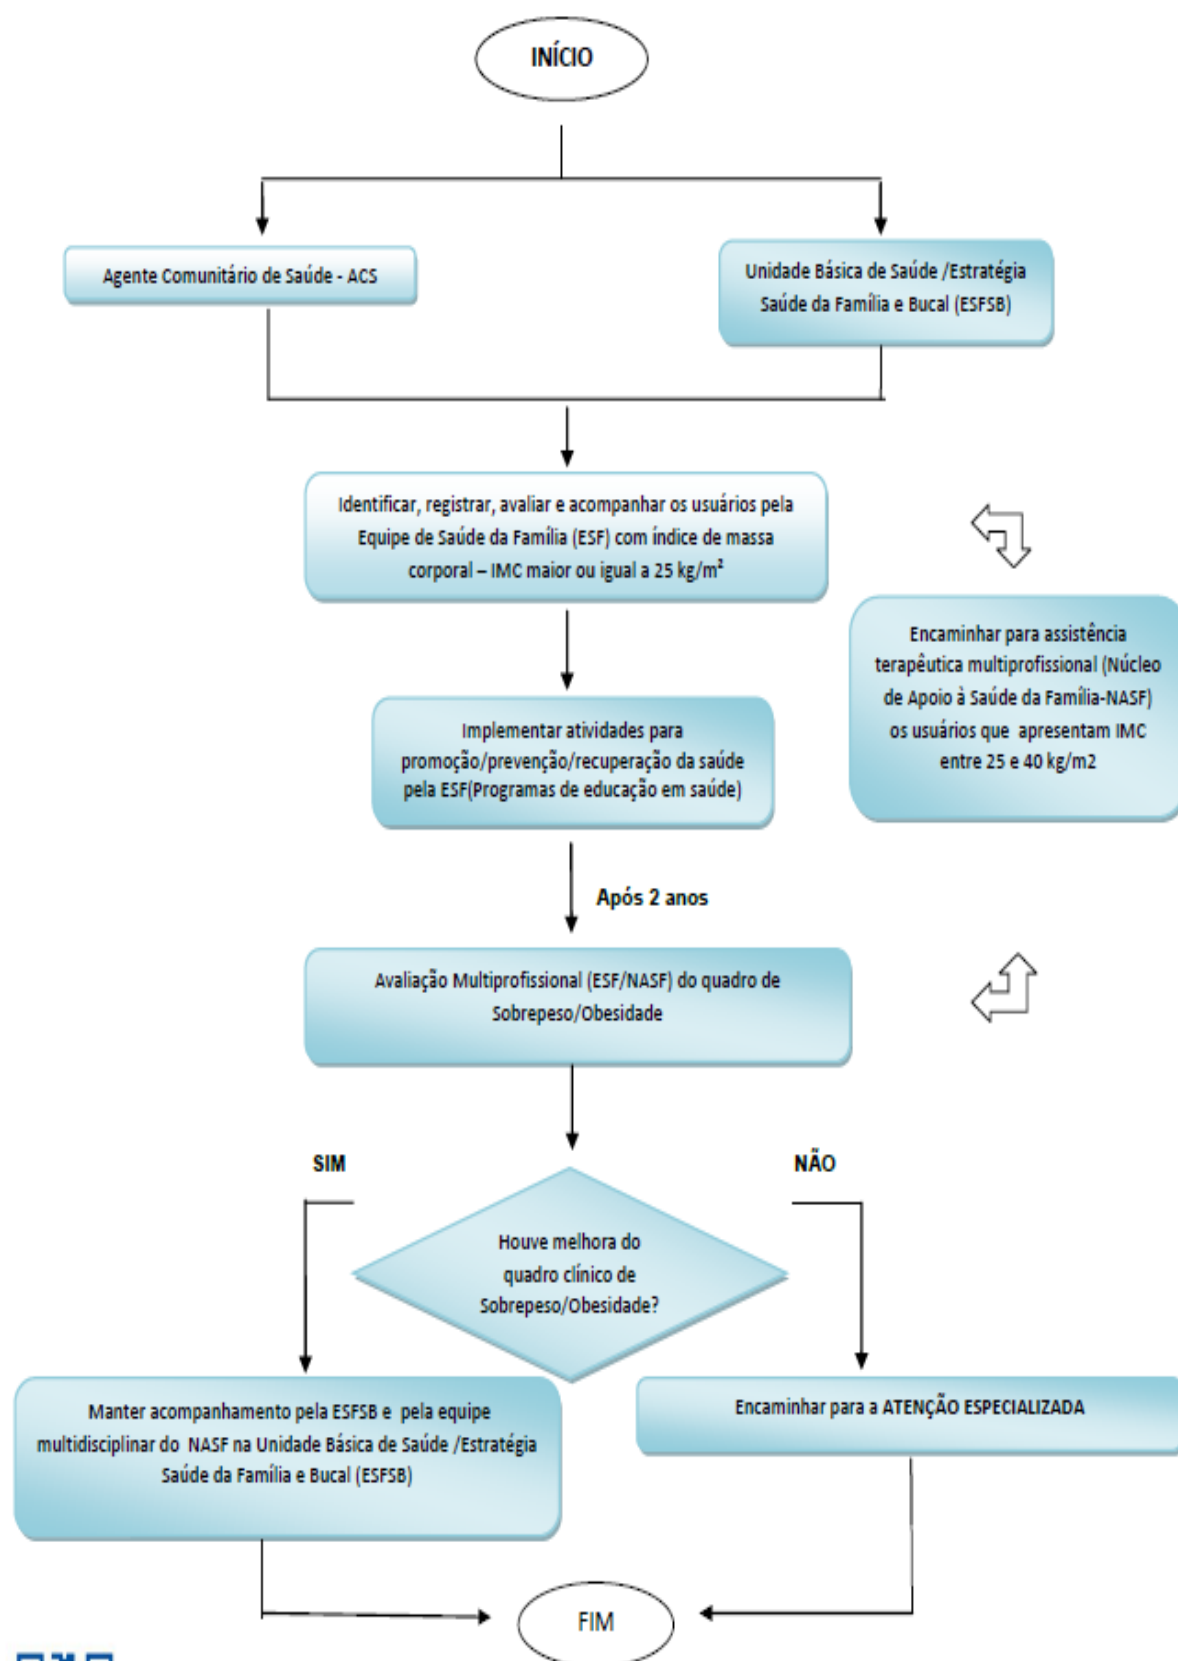 INÍCIO
Agente Comunitário de Saúde - ACS
Unidade Básica de Saúde /Estratégia
Saúde da Família e Bucal (ESFSB)
Identificar, registrar, avaliar e acompanhar os usuários pela
Equipe de Saúde da Família (ESF) com índice de massa
corporal – IMC maior ou igual a 25 kg/m²
Encaminhar para assistência
terapêutica multiprofissional (Núcleo
de Apoio à Saúde da Família-NASF)
os usuários que apresentam IMC
entre 25 e 40 kg/m2
Implementar atividades para
promoção/prevenção/recuperação da saúde
pela ESF(Programas de educação em saúde)
Após 2 anos
Avaliação Multiprofissional (ESF/NASF) do quadro de
Sobrepeso/Obesidade
SIM
NÃO
Houve melhora do
quadro clínico de
Sobrepeso/Obesidade?
Manter acompanhamento pela ESFSB e pela equipe
multidisciplinar do NASF na Unidade Básica de Saúde /Estratégia
Saúde da Família e Bucal (ESFSB)
Encaminhar para a ATENÇÃO ESPECIALIZADA
FIM